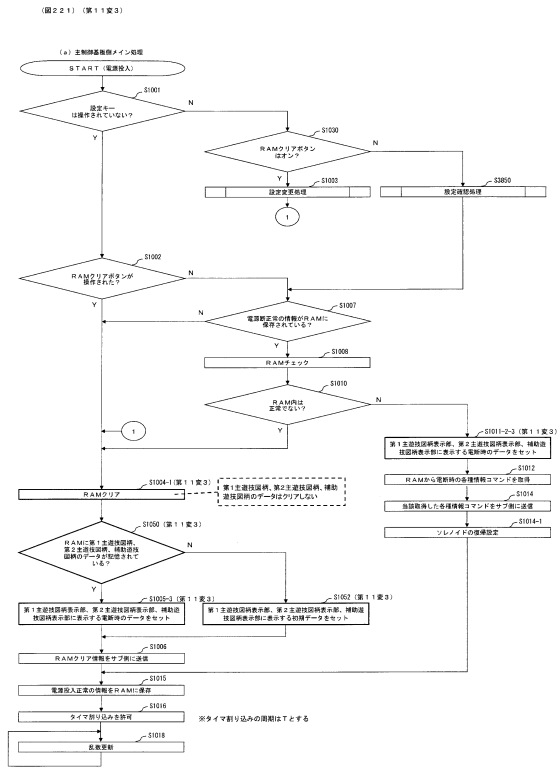 (図221) (第11変3)
(a) 主制御基板側メイン処理
START (電源投入)
S1001
設定キー
は操作されていない?
N
Y
S1030
RAMクリアボタン
はオン?
N
Y
S1003
設定変更処理
1
S3850
設定確認処理
S1002
RAMクリアボタンが
操作された?
N
Y
S1007
電源断正常の情報がRAMに
保存されている?
N
Y
S1008
RAMチェック
S1010
RAM内は
正常でない?
N
Y
1
S1011-2-3 (第11変3)
第1主遊技図柄表示部、第2主遊技図柄表示部、補助遊
技図柄表示部に表示する電断時のデータをセット
S1012
RAMから電断時の各種情報コマンドを取得
S1014
当該取得した各種情報コマンドをサブ側に送信
S1014-1
ソレノイドの復帰設定
S1004-1 (第11変3)
RAMクリア
第1主遊技図柄、第2主遊技図柄、補助
遊技図柄のデータはクリアしない
S1050 (第11変3)
RAMに第1主遊技図柄、
第2主遊技図柄、補助遊技
図柄のデータが記憶されて
いる?
N
Y
S1005-3 (第11変3)
第1主遊技図柄表示部、第2主遊技図柄表示部、補助遊
技図柄表示部に表示する電断時のデータをセット
S1052 (第11変3)
第1主遊技図柄表示部、第2主遊技図柄表示部、補助遊
技図柄表示部に表示する初期データをセット
S1006
RAMクリア情報をサブ側に送信
S1015
電源投入正常の情報をRAMに保存
S1016
タイマ割り込みを許可
※タイマ割り込みの周期はTとする
S1018
乱数更新